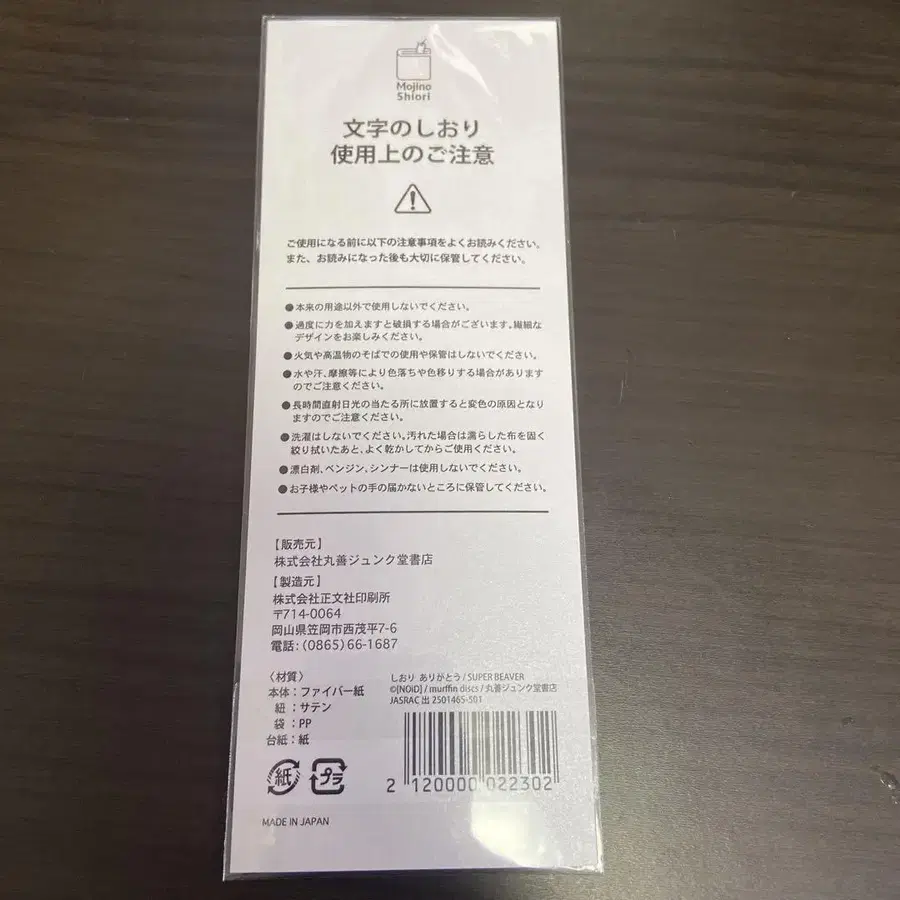 Mojino
Shiori
文字のしおり
使用上のご注意
ご使用になる前に以下の注意事項をよくお読みください。
また、お読みになった後も大切に保管してください。
●本来の用途以外で使用しないでください。
●過度に力を加えますと破損する場合がございます。繊細な
デザインをお楽しみください。
●火気や高温物のそばでの使用や保管はしないでください。
●水や汗、摩擦等により色落ちや色移りする場合があります
のでご注意ください。
●長時間直射日光の当たる所に放置すると変色の原因となり
ますのでご注意ください。
●洗濯はしないでください。汚れた場合は濡らした布を固く
絞り拭いたあと、よく乾かしてからご使用ください。
●漂白剤、ベンジン、シンナーは使用しないでください。
●お子様やペットの手の届かないところに保管してください。
【販売元】
株式会社丸善ジュンク堂書店
【製造元】
株式会社正文社印刷所
〒714-0064
岡山県笠岡市西茂平7-6
電話:(0865)66-1687
〈材質〉
本体:ファイバー紙
紐:サテン
袋:PP
台紙:紙
しおり ありがとう / SUPER BEAVER
©[NOiD] / murffin discs / 丸善ジュンク堂書店
JASRAC 出 2501465-501
2 120000 022302
紙 プラ
MADE IN JAPAN